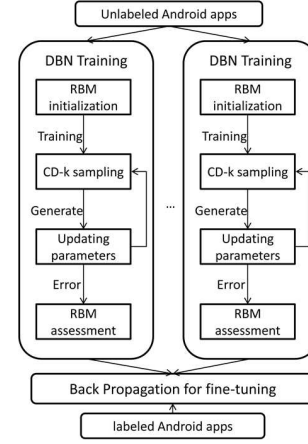 Unlabeled Android apps
DBN Training
RBM
initialization
Training
CD-k sampling
Generate
Updating
parameters
Error
RBM
assessment
...
DBN Training
RBM
initialization
Training
CD-k sampling
Generate
Updating
parameters
Error
RBM
assessment
Back Propagation for fine-tuning
labeled Android apps